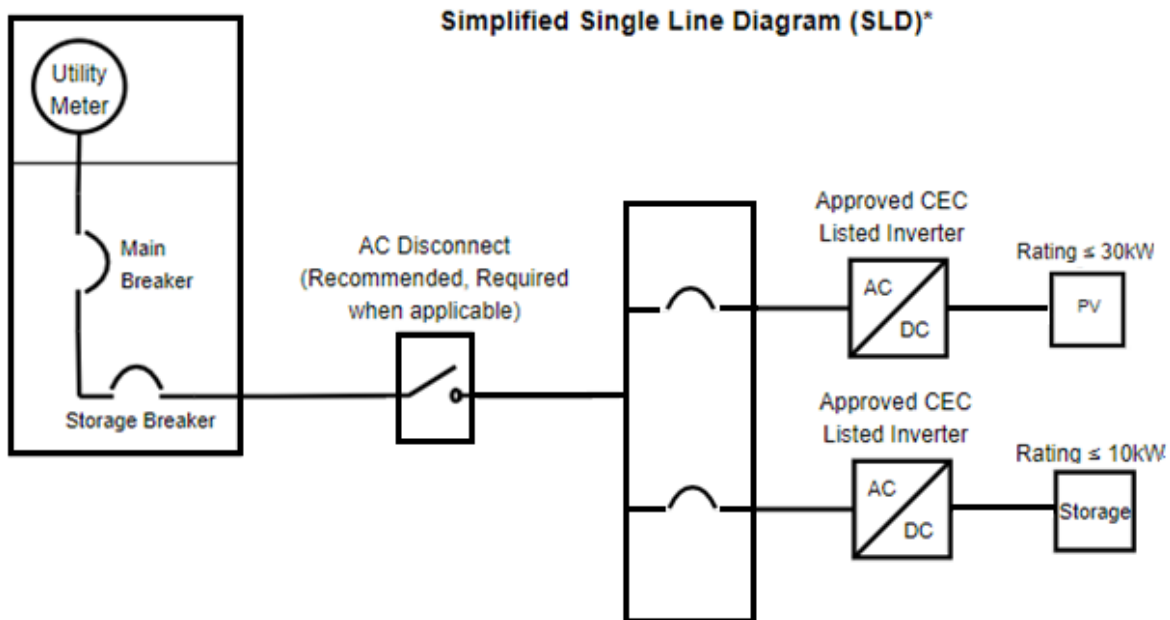 Simplified Single Line Diagram (SLD)*
Utility
Meter
Main
Breaker
Storage Breaker
AC Disconnect
(Recommended, Required
when applicable)
Approved CEC
Listed Inverter
AC
DC
Rating ≤ 30kW
PV
Approved CEC
Listed Inverter
AC
DC
Rating ≤ 10kW
Storage